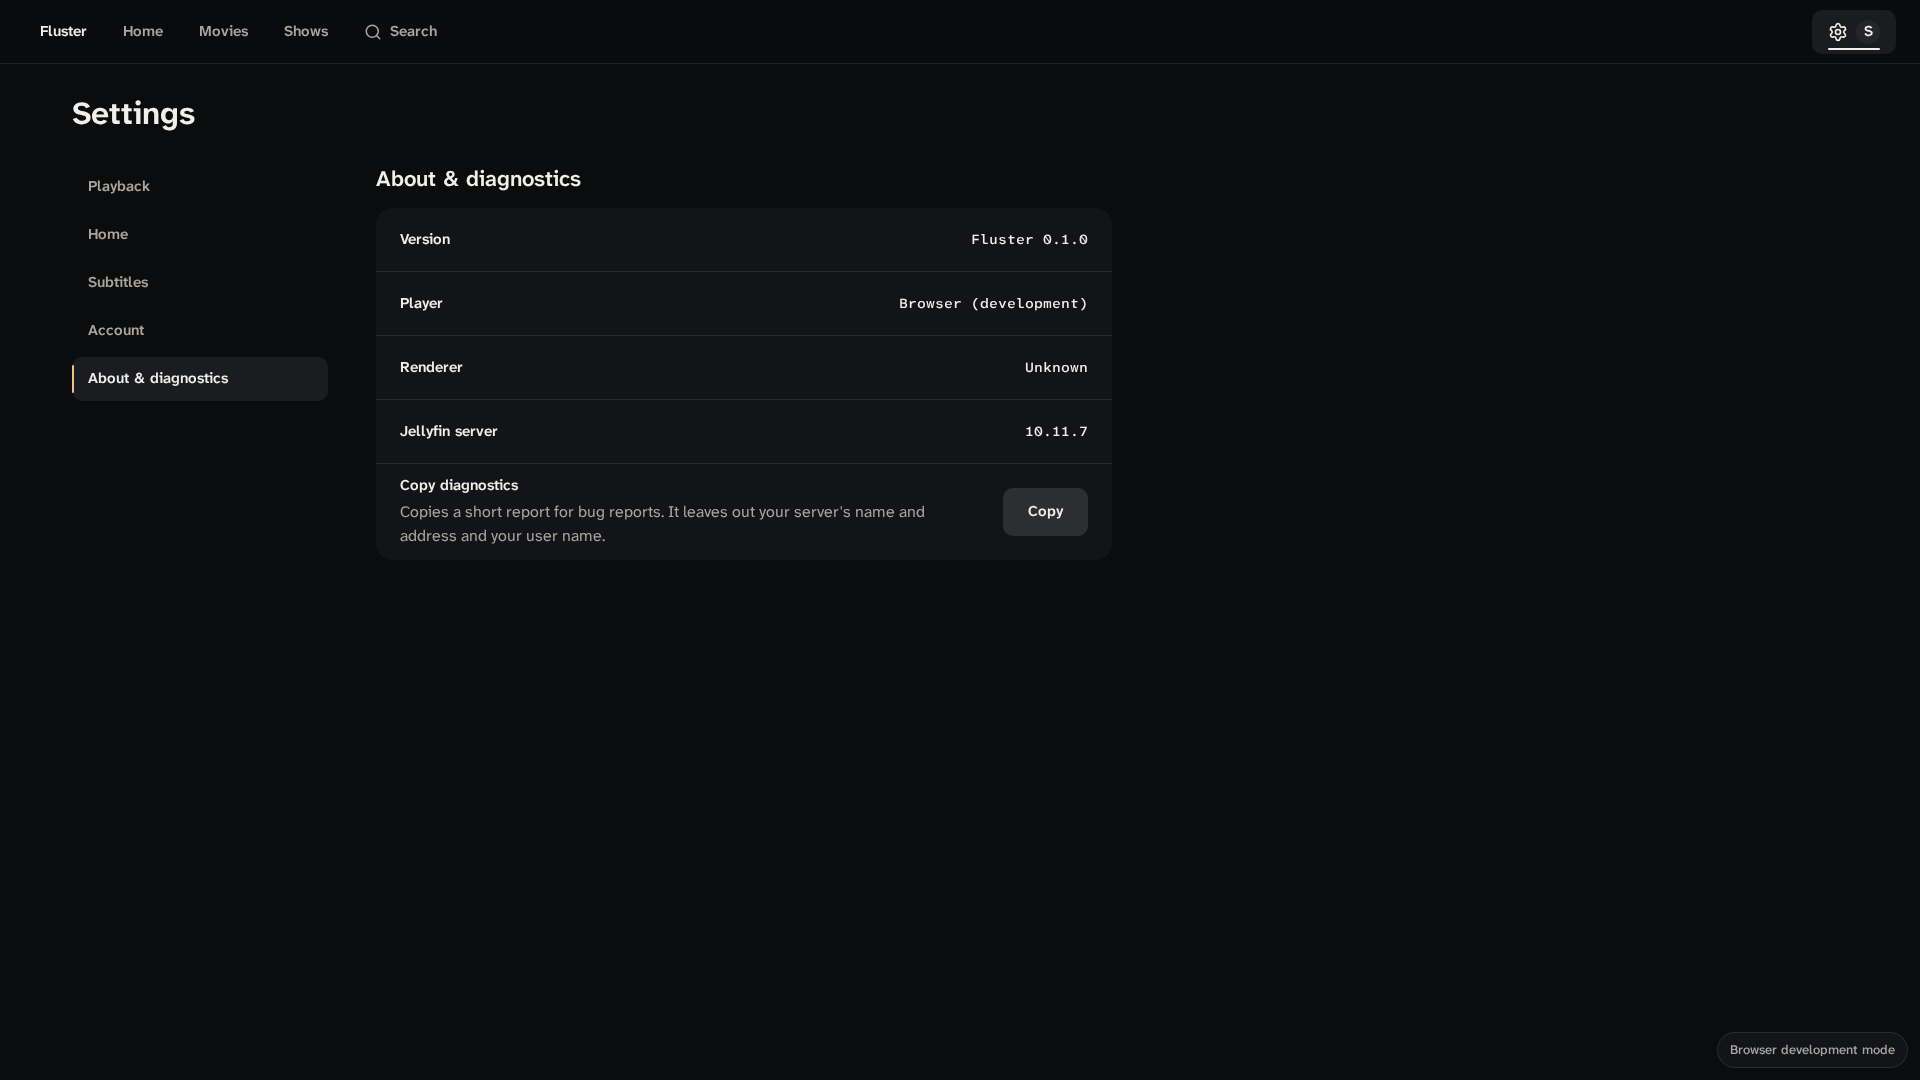 Fluster Home Movies Shows Search S
Settings
Playback
Home
Subtitles
Account
About & diagnostics
About & diagnostics
Version Fluster 0.1.0
Player Browser (development)
Renderer Unknown
Jellyfin server 10.11.7
Copy diagnostics
Copies a short report for bug reports. It leaves out your server's name and
address and your user name.
Copy
Browser development mode